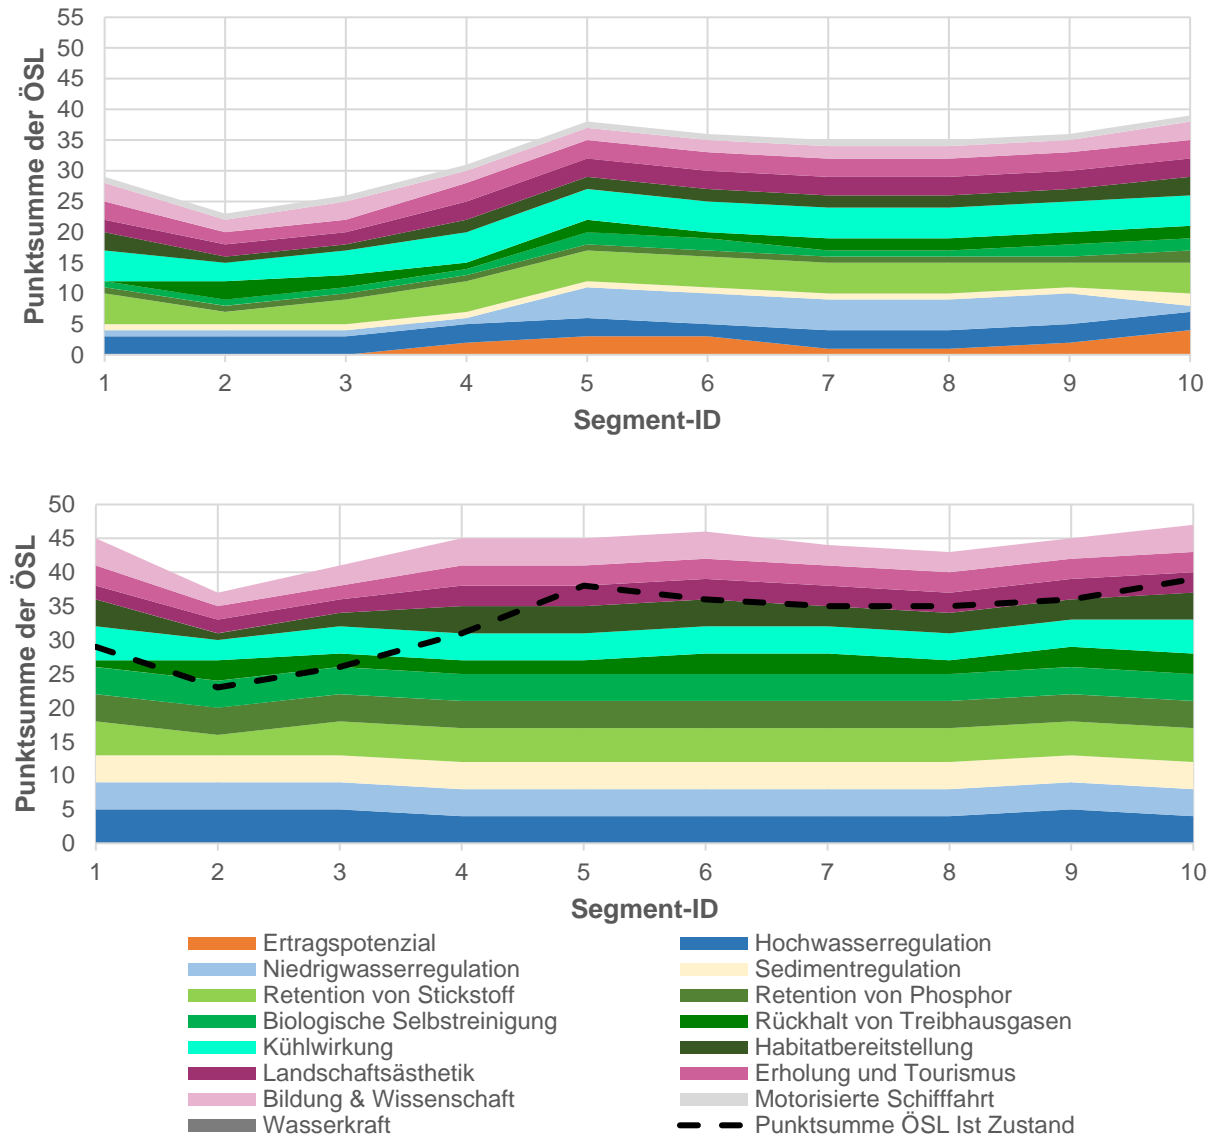 55
50
45
40
35
30
25
20
15
10
5
0
Punktsumme der ÖSL
1 2 3 4 5 6 7 8 9 10
Segment-ID
50
45
40
35
30
25
20
15
10
5
0
Punktsumme der ÖSL
1 2 3 4 5 6 7 8 9 10
Segment-ID
Ertragspotenzial Hochwasserregulation
Niedrigwasserregulation Sedimentregulation
Retention von Stickstoff Retention von Phosphor
Biologische Selbstreinigung Rückhalt von Treibhausgasen
Kühlwirkung Habitatbereitstellung
Landschaftsästhetik Erholung und Tourismus
Bildung & Wissenschaft Motorisierte Schifffahrt
Wasserkraft Punktsumme ÖSL Ist Zustand